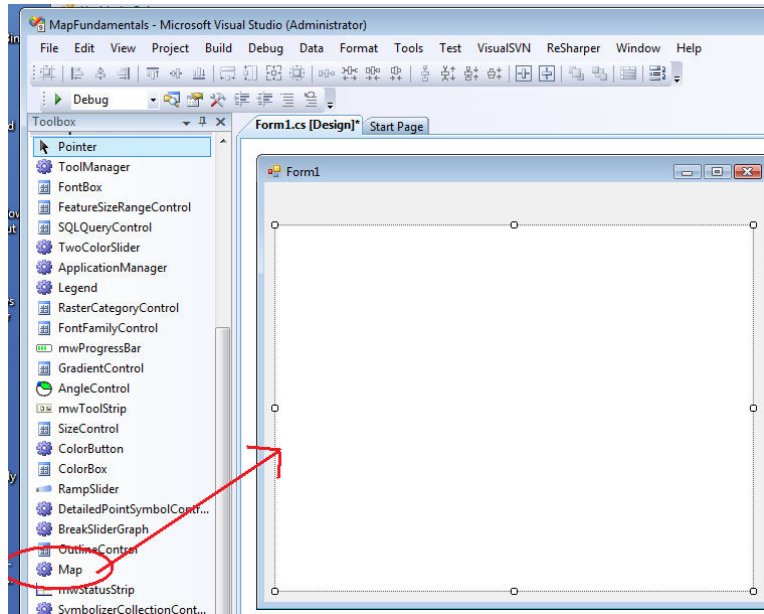 MapFundamentals - Microsoft Visual Studio (Administrator)
File Edit View Project Build Debug Data Format Tools Test VisualSVN ReSharper Window Help
Debug
Toolbox
Form1.cs [Design]* Start Page
Pointer
Form1
ToolManager
FontBox
FeatureSizeRangeControl
SQLQueryControl
TwoColorSlider
ApplicationManager
Legend
RasterCategoryControl
FontFamilyControl
mwProgressBar
GradientControl
AngleControl
mwToolStrip
SizeControl
ColorButton
ColorBox
RampSlider
DetailedPointSymbolContr...
BreakSliderGraph
OutlineControl
Map
mwStatusStrip
SymbolizerCollectionCont...